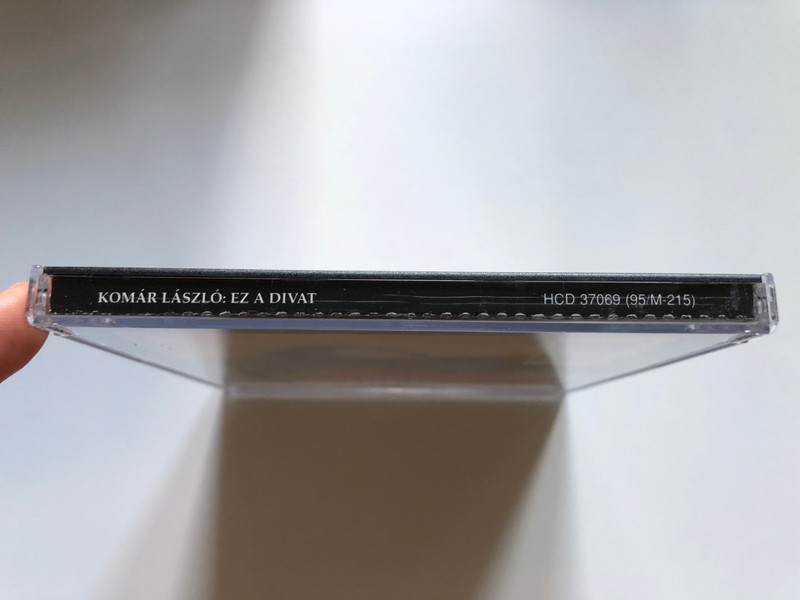 KOMÁR LÁSZLÓ: EZ A DIVAT
HCD 37069 (95/M-215)